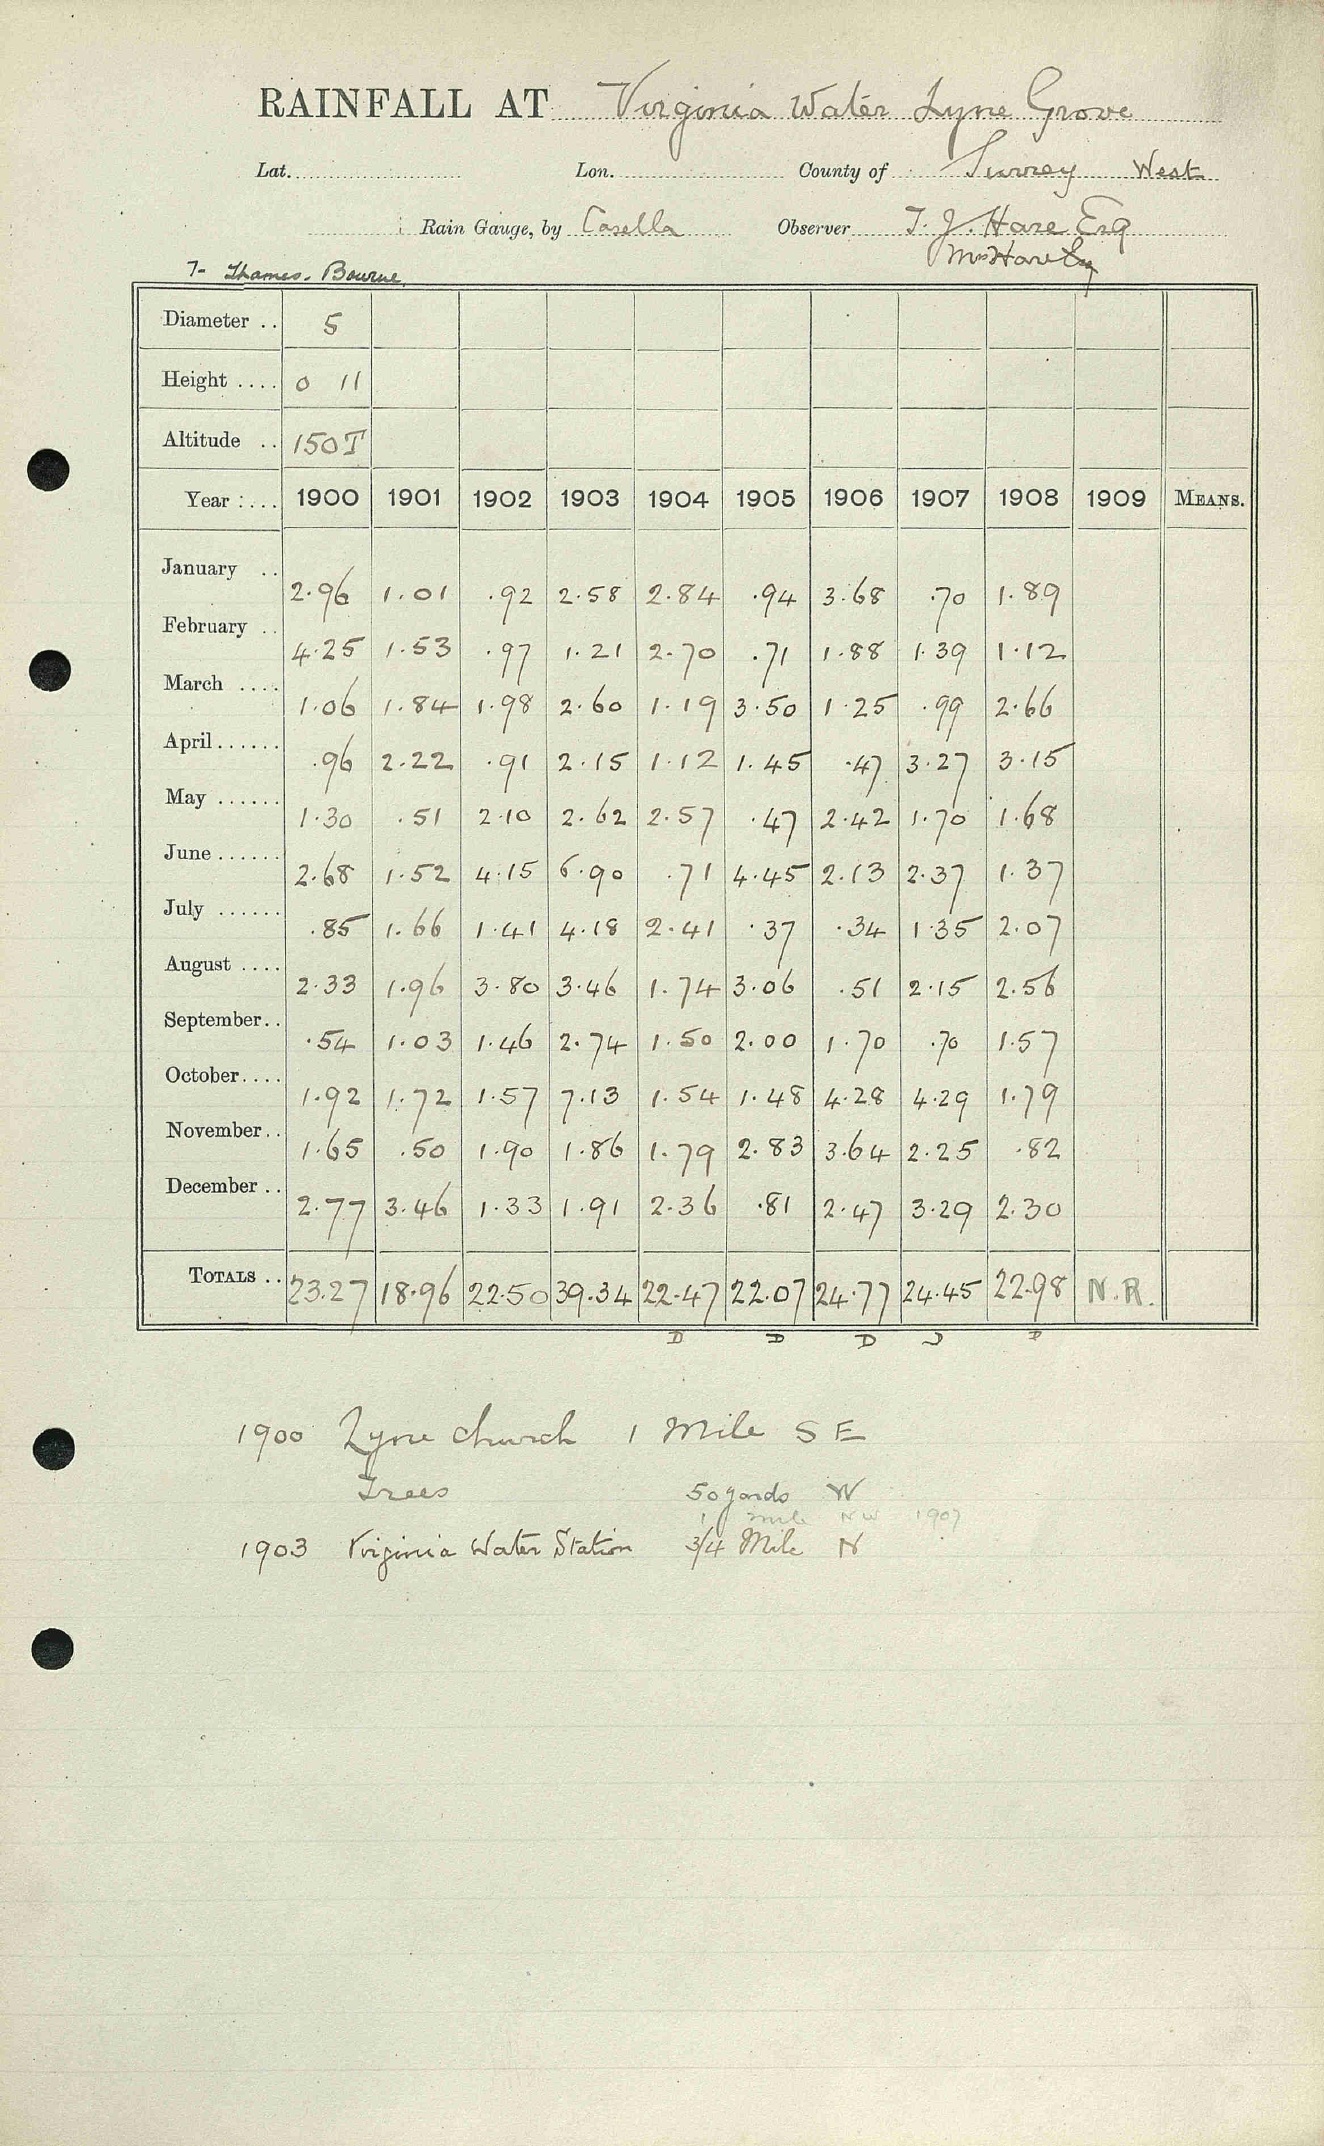 RAINFALL AT Virginia Water Lyne Grove
Lat. Lon. County of Surrey West
Rain Gauge, by Casella Observer T. J. Hare Esq
Mrs Hare
7- Thames. Bourne.
Diameter .. 5
Height .... 0 11
Altitude .. 150T
Year .... 1900 1901 1902 1903 1904 1905 1906 1907 1908 1909 MEANS.
January .. 2.96 1.01 .92 2.58 2.84 .94 3.68 .70 1.89
February .. 4.25 1.53 .97 1.21 2.70 .71 1.88 1.39 1.12
March .... 1.06 1.84 1.98 2.60 1.19 3.50 1.25 .99 2.66
April ...... .96 2.22 .91 2.15 1.12 1.45 .47 3.27 3.15
May ...... 1.30 .51 2.10 2.62 2.57 .47 2.42 1.70 1.68
June ...... 2.68 1.52 4.15 6.90 .71 4.45 2.13 2.37 1.37
July ...... .85 1.66 1.41 4.18 2.41 .37 .34 1.35 2.07
August .... 2.33 1.96 3.80 3.46 1.74 3.06 .51 2.15 2.56
September.. .54 1.03 1.46 2.74 1.50 2.00 1.70 .70 1.57
October.... 1.92 1.72 1.57 7.13 1.54 1.48 4.28 4.29 1.79
November.. 1.65 .50 1.90 1.86 1.79 2.83 3.64 2.25 .82
December .. 2.77 3.46 1.33 1.91 2.36 .81 2.47 3.29 2.30
TOTALS .. 23.27 18.96 22.50 39.34 22.47 22.07 24.77 24.45 22.98 N.R.
D D D D
1900 Lyne church 1 Mile S E
Trees 50 yards W
1 mile NW 1907
1903 Virginia Water Station 3/4 Mile N